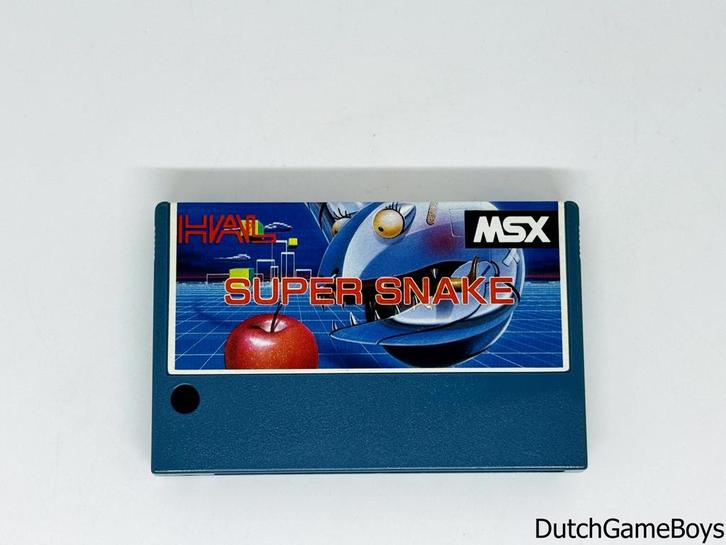 HAL
MSX
SUPER SNAKE
DutchGameBoys